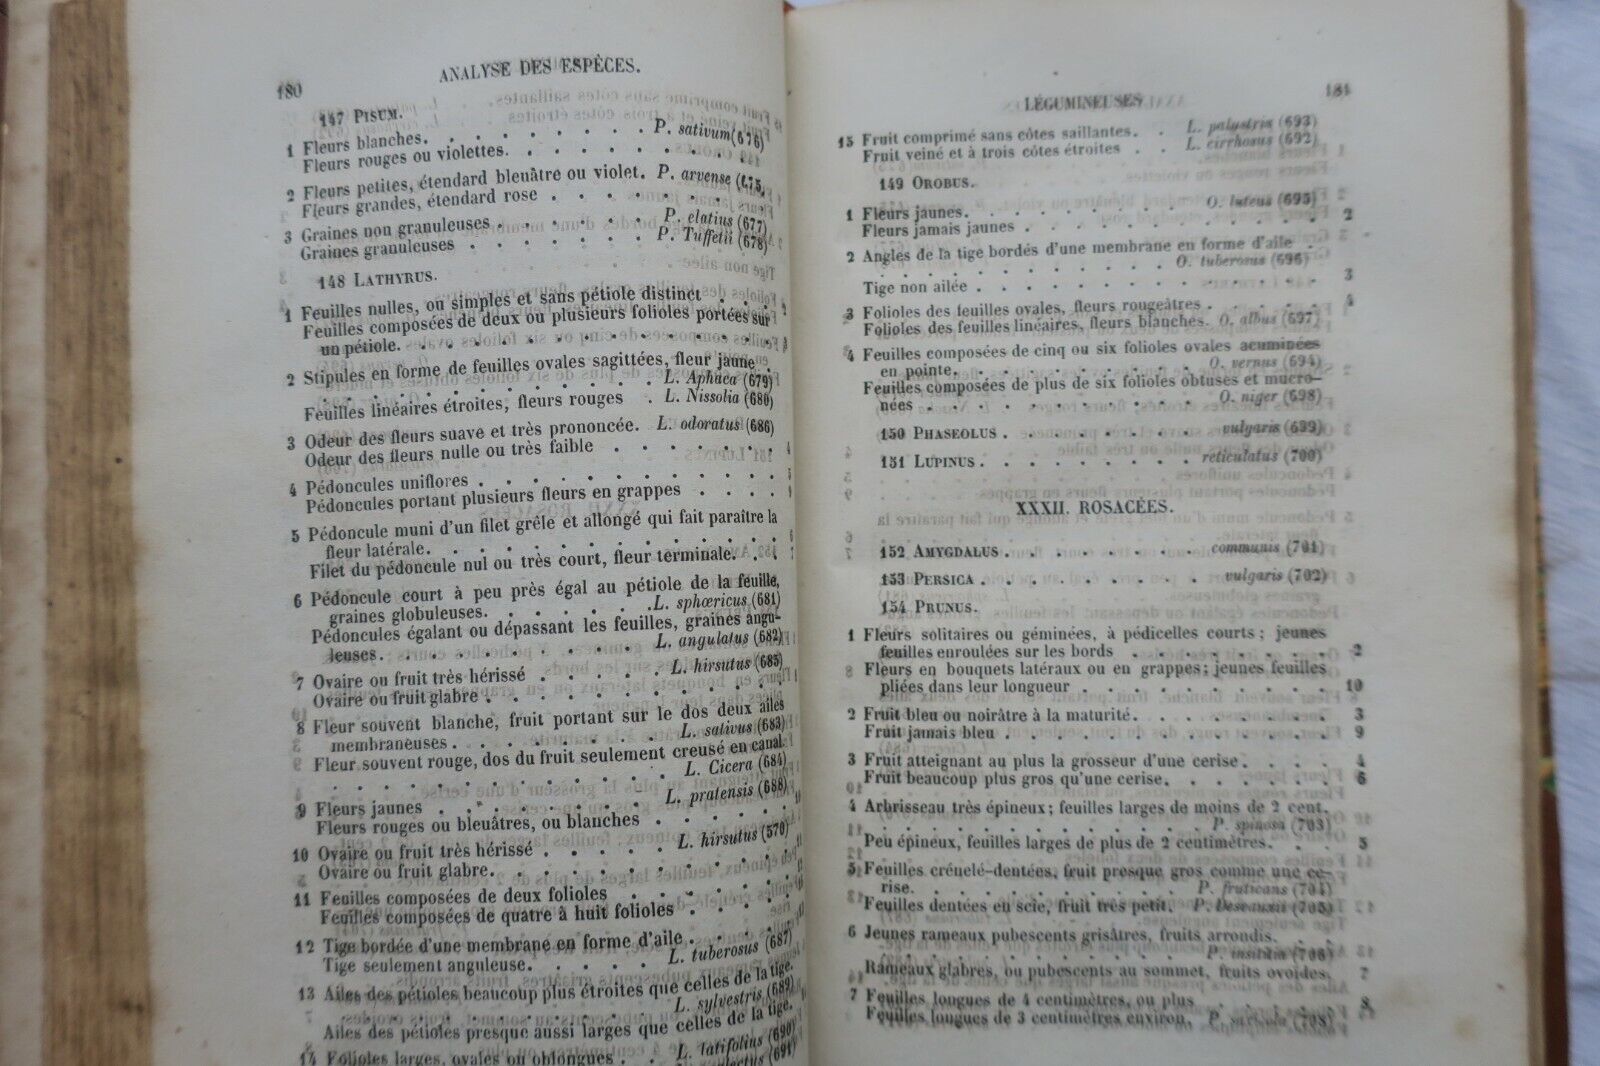 180
ANALYSE DES ESPÈCES.
147 PISUM.
1 Fleurs blanches. . . . . . . . . . P. sativum (676)
Fleurs rouges ou violettes. . . . . . . . . .
2 Fleurs petites, étendard bleuâtre ou violet. P. arvense (675,
Fleurs grandes, étendard rose . . . . . . . .
3 Graines non granuleuses . . . . . . P. elatius (677)
Graines granuleuses . . . . . . . P. Tuffetii (678)
148 LATHYRUS.
1 Feuilles nulles, ou simples et sans pétiole distinct . . . 2
Feuilles composées de deux ou plusieurs folioles portées sur
un pétiole. . . . . . . . . . . . . . 3
2 Stipules en forme de feuilles ovales sagittées, fleur jaune .
. . . . . . . . . . L. Aphaca (679)
Feuilles linéaires étroites, fleurs rouges . L. Nissolia (680)
3 Odeur des fleurs suave et très prononcée. L. odoratus (686)
Odeur des fleurs nulle ou très faible . . . . . . 4
4 Pédoncules uniflores . . . . . . . . . . . 5
Pédoncules portant plusieurs fleurs en grappes . . . . 9
5 Pédoncule muni d'un filet grêle et allongé qui fait paraître la
fleur latérale. . . . . . . . . . . . . 6
Filet du pédoncule nul ou très court, fleur terminale. . . 7
6 Pédoncule court à peu près égal au pétiole de la feuille,
graines globuleuses. . . . . . . L. sphœricus (681)
Pédoncules égalant ou dépassant les feuilles, graines angu-
leuses. . . . . . . . . . L. angulatus (682)
7 Ovaire ou fruit très hérissé . . . . . L. hirsutus (685)
Ovaire ou fruit glabre . . . . . . . . . .
8 Fleur souvent blanche, fruit portant sur le dos deux ailes
membraneuses . . . . . . . . L. sativus (683)
Fleur souvent rouge, dos du fruit seulement creusé en canal.
. . . . . . . . . . . L. Cicera (684)
9 Fleurs jaunes . . . . . . . . L. pratensis (688)
Fleurs rouges ou bleuâtres, ou blanches . . . . . .
10 Ovaire ou fruit très hérissé . . . . . L. hirsutus (570)
Ovaire ou fruit glabre. . . . . . . . . . .
11 Feuilles composées de deux folioles . . . . . . .
Feuilles composées de quatre à huit folioles . . . . .
12 Tige bordée d'une membrane en forme d'aile . . . . .
Tige seulement anguleuse. . . . . L. tuberosus (687)
13 Ailes des pétioles beaucoup plus étroites que celles de la tige.
. . . . . . . . . . L. sylvestris (689)
Ailes des pétioles presque aussi larges que celles de la tige.
. . . . . . . . . . L. latifolius (690)
14 Folioles larges, ovales ou oblongues . . (691)
LÉGUMINEUSES
181
15 Fruit comprimé sans côtes saillantes. . . L. palustris (693)
Fruit veiné et à trois côtes étroites . . L. cirrhosus (692)
149 OROBUS.
1 Fleurs jaunes. . . . . . . . . . O. luteus (695)
Fleurs jamais jaunes . . . . . . . . . . . 2
2 Angles de la tige bordés d'une membrane en forme d'aile .
. . . . . . . . . . . O. tuberosus (696)
Tige non ailée . . . . . . . . . . . . . 3
3 Folioles des feuilles ovales, fleurs rougeâtres . . . . . 4
Folioles des feuilles linéaires, fleurs blanches. O. albus (697)
4 Feuilles composées de cinq ou six folioles ovales acuminées
en pointe. . . . . . . . . . O. vernus (694)
Feuilles composées de plus de six folioles obtuses et mucro-
nées . . . . . . . . . . . O. niger (698)
150 PHASEOLUS . . . . . . . . vulgaris (699)
151 LUPINUS . . . . . . . . reticulatus (700)
XXXII. ROSACÉES.
152 AMYGDALUS . . . . . . . . communis (701)
153 PERSICA . . . . . . . . . vulgaris (702)
154 PRUNUS.
1 Fleurs solitaires ou géminées, à pédicelles courts ; jeunes
feuilles enroulées sur les bords . . . . . . . . 2
Fleurs en bouquets latéraux ou en grappes ; jeunes feuilles
pliées dans leur longueur . . . . . . . . . . 10
2 Fruit bleu ou noirâtre à la maturité. . . . . . . . 3
Fruit jamais bleu . . . . . . . . . . . . 9
3 Fruit atteignant au plus la grosseur d'une cerise. . . . 4
Fruit beaucoup plus gros qu'une cerise. . . . . . . 6
4 Arbrisseau très épineux ; feuilles larges de moins de 2 cent.
. . . . . . . . . . . P. spinosa (703)
Peu épineux, feuilles larges de plus de 2 centimètres. . . 5
5 Feuilles crénelé-dentées, fruit presque gros comme une ce-
rise. . . . . . . . . . . P. fruticans (704)
Feuilles dentées en scie, fruit très petit. P. Deseauxii (705)
6 Jeunes rameaux pubescents grisâtres, fruits arrondis.
. . . . . . . . . . . P. insititia (706)
Rameaux glabres, ou pubescents au sommet, fruits ovoïdes. 7
7 Feuilles longues de 4 centimètres, ou plus . . . . . 8
Feuilles longues de 3 centimètres environ, P. (708)